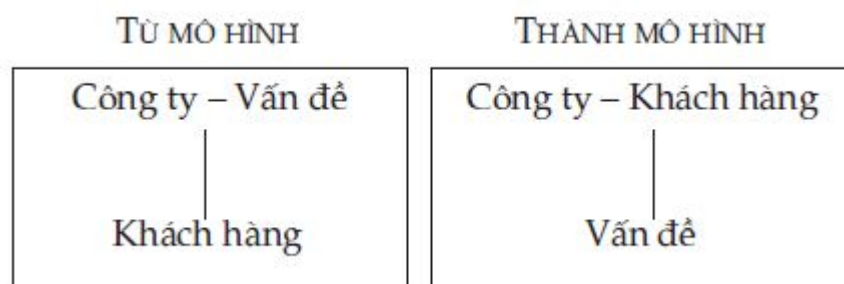 TỪ MÔ HÌNH
Công ty – Vấn đề
Khách hàng
THÀNH MÔ HÌNH
Công ty – Khách hàng
Vấn đề